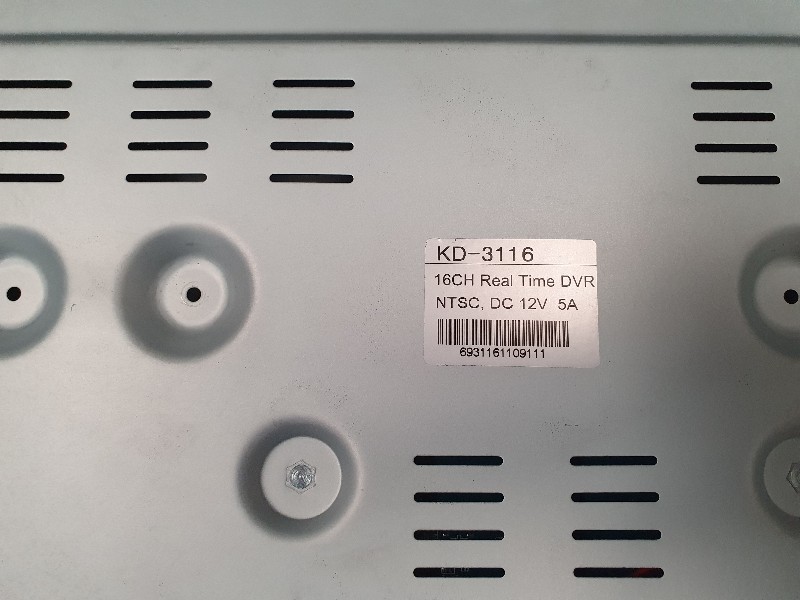 KD-3116
16CH Real Time DVR
NTSC, DC 12V 5A
6931161109111